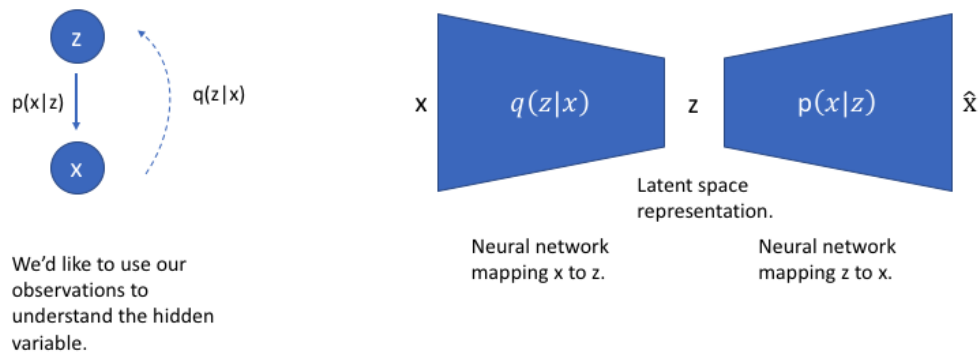 z
p(x|z)
q(z|x)
x
We'd like to use our
observations to
understand the hidden
variable.
x
q(z|x)
z
p(x|z)
x̂
Latent space
representation.
Neural network
mapping x to z.
Neural network
mapping z to x.